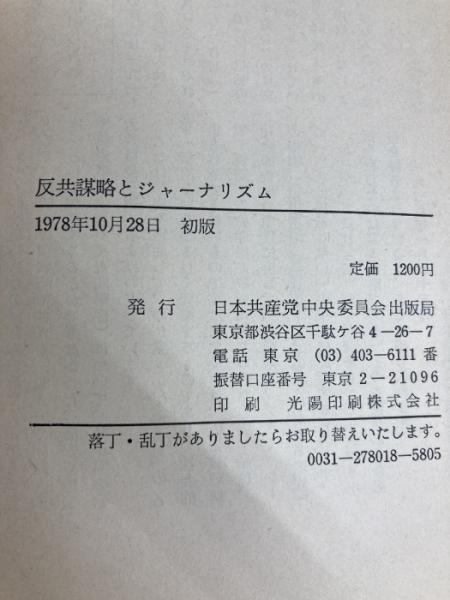 反共謀略とジャーナリズム
1978年10月28日 初版
定価 1200円
発行 日本共産党中央委員会出版局
東京都渋谷区千駄ケ谷4-26-7
電話 東京 (03) 403-6111番
振替口座番号 東京2-21096
印刷 光陽印刷株式会社
落丁・乱丁がありましたらお取り替えいたします。
0031-278018-5805